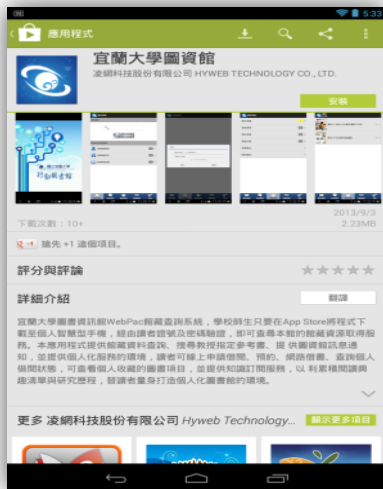 5:33
應用程式
宜蘭大學圖資館
凌網科技股份有限公司 HYWEB TECHNOLOGY CO., LTD.
安裝
行動藏書館
下載次數：10+
2013/9/3
2.23MB
+1 搶先 +1 這個項目。
評分與評論
詳細介紹
翻譯
宜蘭大學圖書資訊館WebPac館藏查詢系統，學校師生只要在App Store將程式下
載至個人智慧型手機，經由讀者證號及密碼驗證，即可查尋本館的館藏資源取得服
務。本應用程式提供館藏資料查詢、搜尋教授指定參考書、提 供圖資館訊息通
知，並提供個人化服務的環境，讀者可線上申請借閱、預約、網路借書、查詢個人
借閱狀態，可查看個人收藏的圖書項目，並提供知識訂閱服務，以 利累積閱讀興
趣清單與研究歷程，替讀者量身打造個人化圖書館的環境。
更多 凌網科技股份有限公司 Hyweb Technology...
顯示更多項目